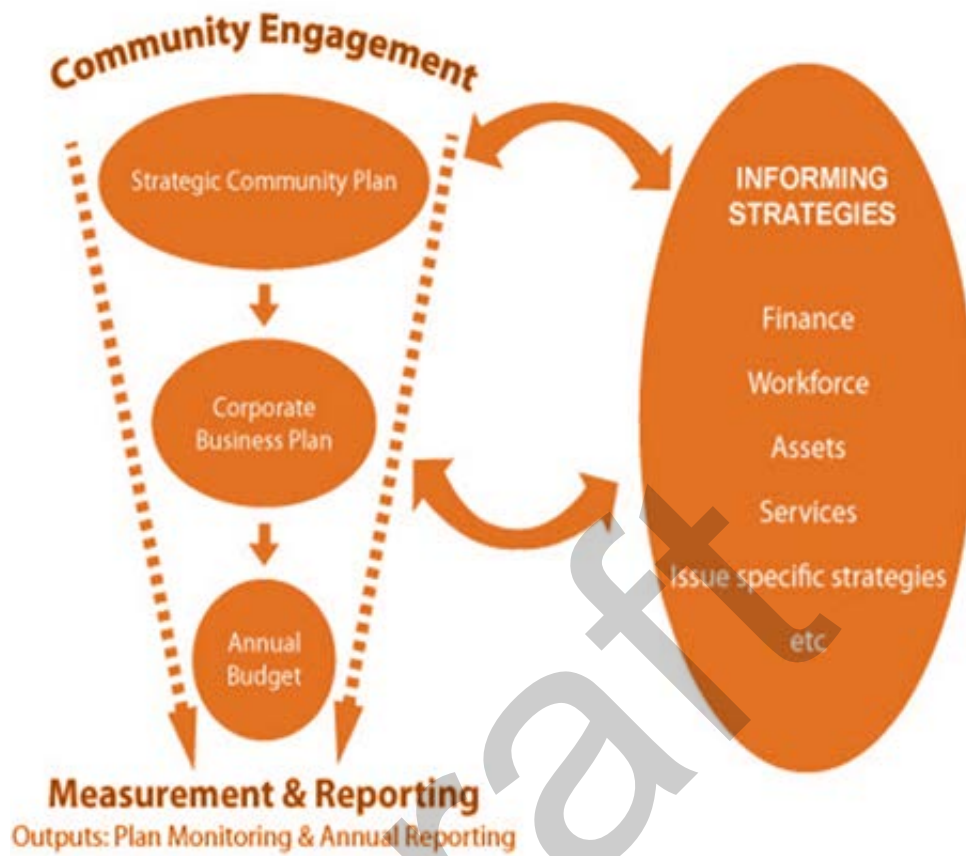 Community Engagement
Strategic Community Plan
Corporate
Business Plan
Annual
Budget
Measurement & Reporting
Outputs: Plan Monitoring & Annual Reporting
INFORMING
STRATEGIES
Finance
Workforce
Assets
Services
Issue specific strategies
etc
raft